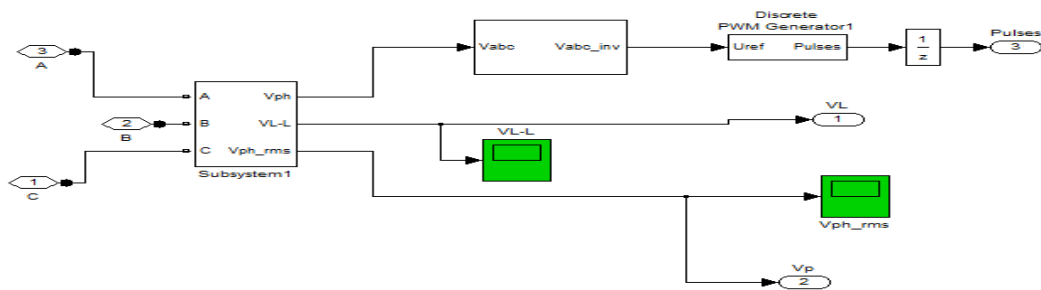 3
A
2
B
1
C
A
B
C
Vph
VL-L
Vph_rms
Subsystem1
Vabc
Vabc_inv
Discrete
PWM Generator1
Uref
Pulses
1
z
Pulses
3
VL
1
VL-L
Vph_rms
Vp
2